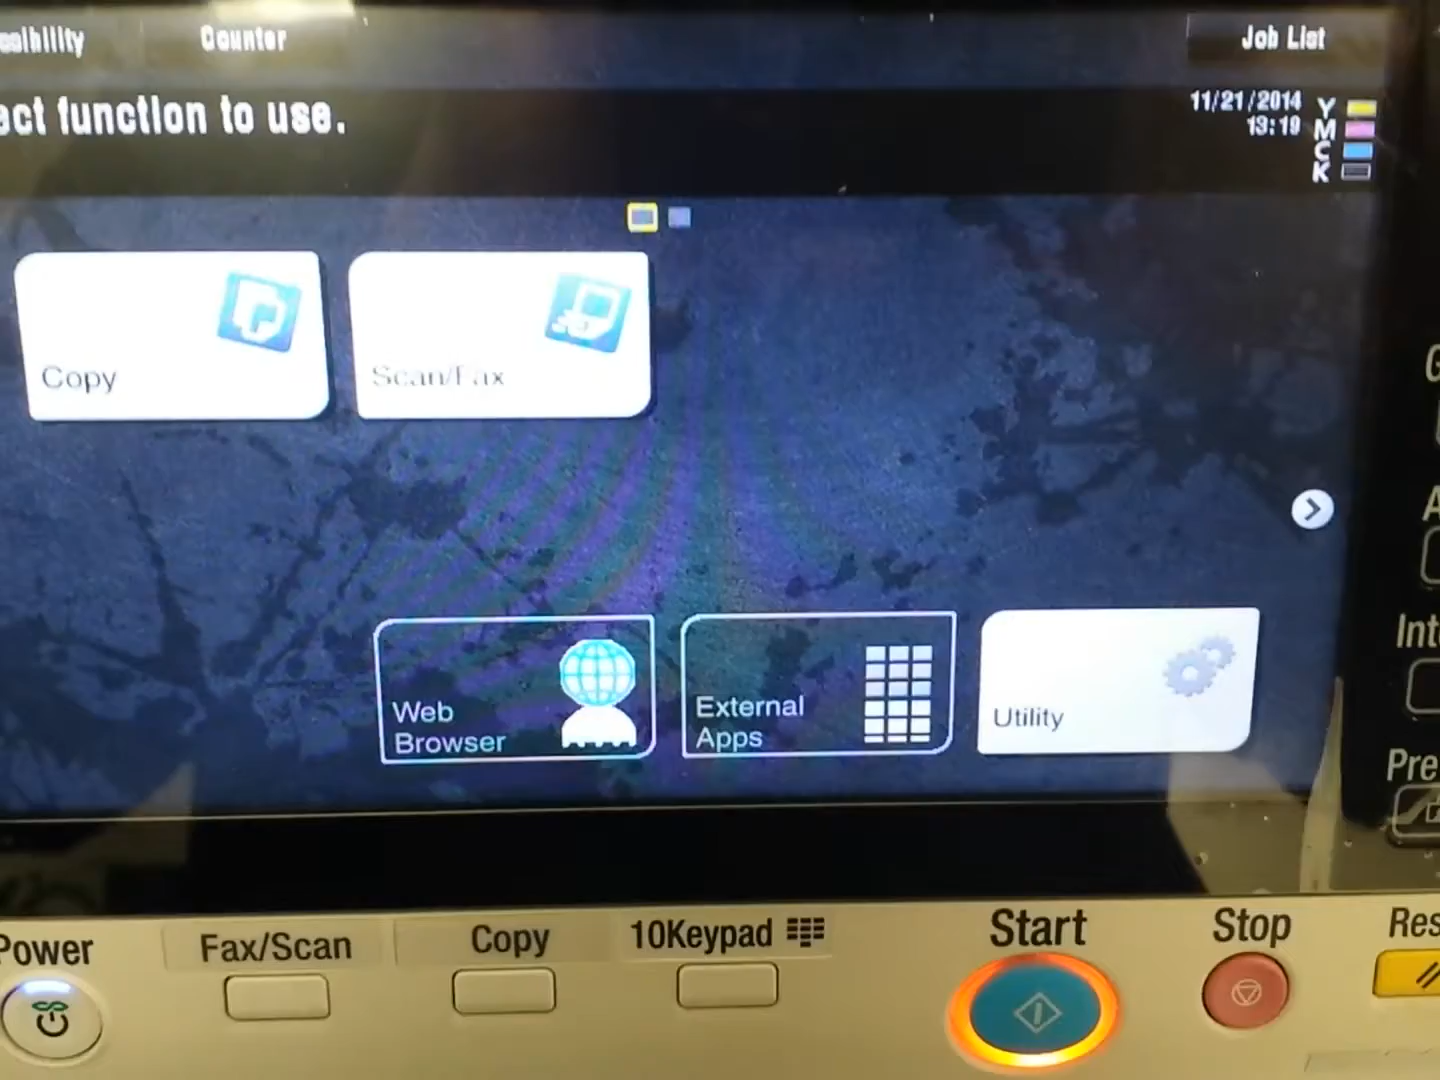 Counter
Job List
function to use.
11/21/2014
13:19
Y
M
C
K
Copy
Scan/Fax
Web
Browser
External
Apps
Utility
Power
Fax/Scan
Copy
10Keypad
Start
Stop